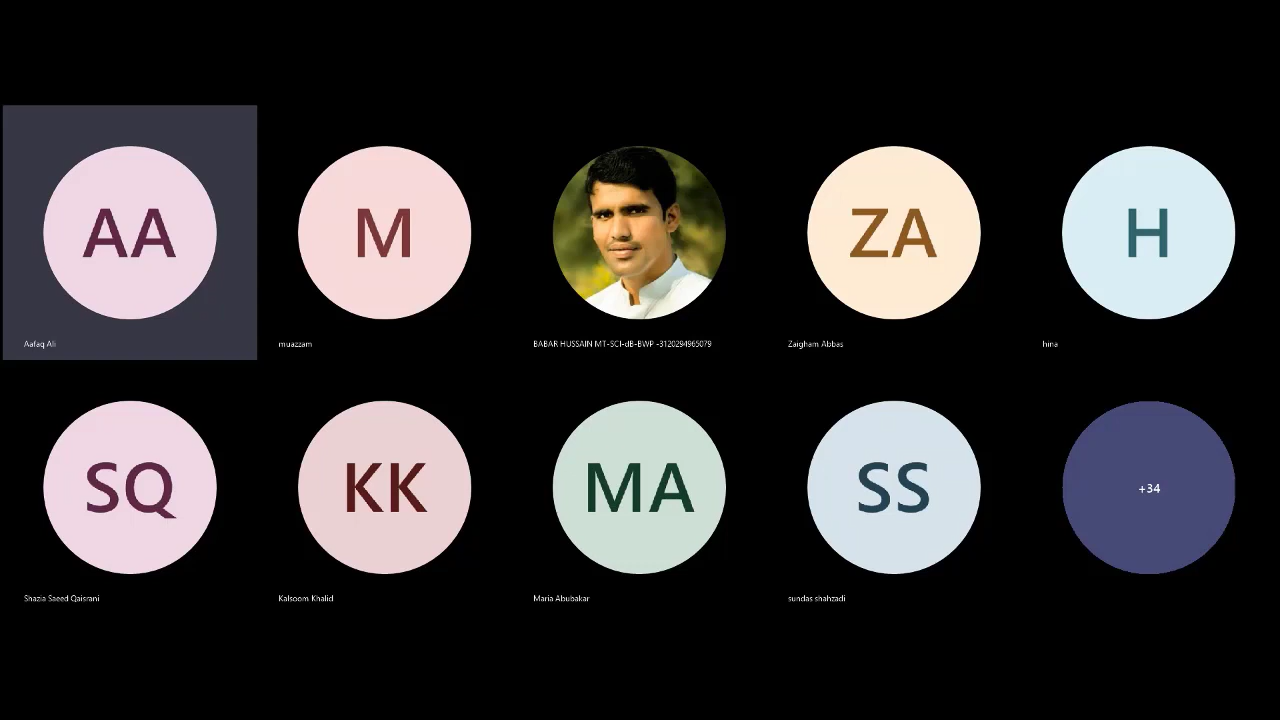 AA
M
ZA
H
Aafaq Ali
muazzam
BABAR HUSSAIN MT-SCI-dB-BWP -3120294965079
Zaigham Abbas
hina
SQ
KK
MA
SS
+34
Shazia Saeed Qaisrani
Kalsoom Khalid
Maria Abubakar
sundas shahzadi